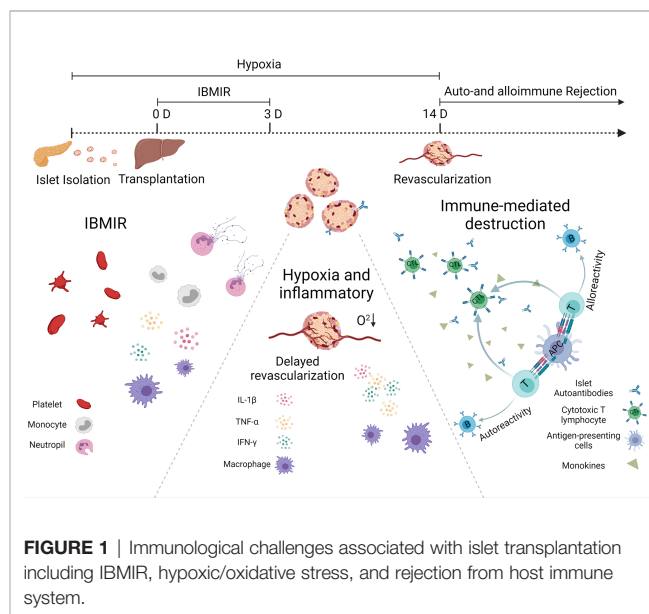 Hypoxia
IBMIR
Auto-and alloimmune Rejection
0 D
3 D
14 D
Islet Isolation
Transplantation
Revascularization
IBMIR
Immune-mediated
destruction
B
CTL
CTL
CTL
Alloreactivity
T
APC
T
Autoreactivity
B
Hypoxia and
inflammatory
O²↓
Delayed
revascularization
Platelet
Monocyte
Neutropil
IL-1β
TNF-α
IFN-γ
Macrophage
Islet
Autoantibodies
Cytotoxic T
lymphocyte
Antigen-presenting
cells
Monokines
FIGURE 1 | Immunological challenges associated with islet transplantation
including IBMIR, hypoxic/oxidative stress, and rejection from host immune
system.